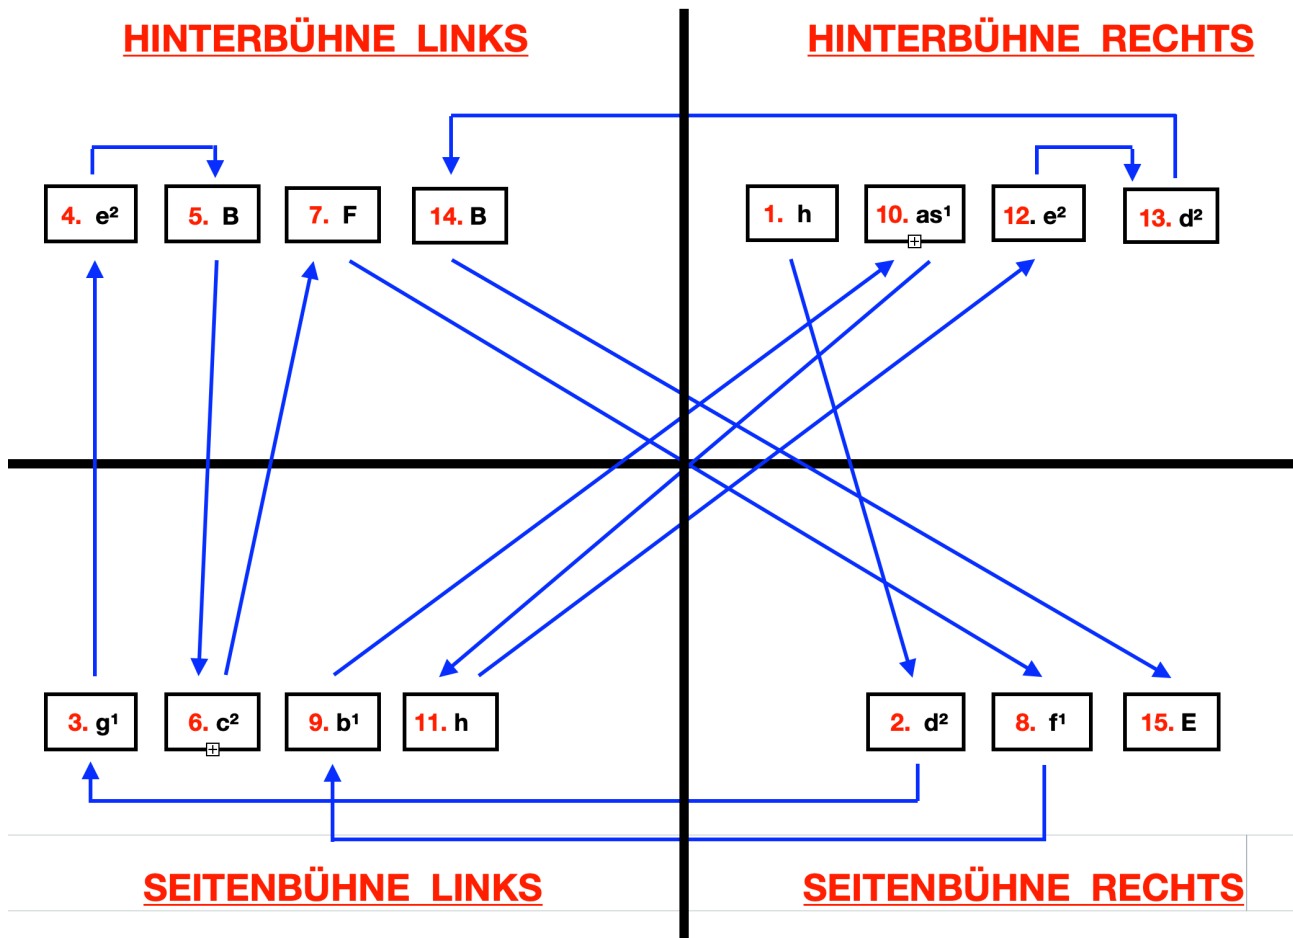 HINTERBÜHNE LINKS
HINTERBÜHNE RECHTS
4. e²
5. B
7. F
14. B
1. h
10. as¹
12. e²
13. d²
3. g¹
6. c²
9. b¹
11. h
2. d²
8. f¹
15. E
SEITENBÜHNE LINKS
SEITENBÜHNE RECHTS